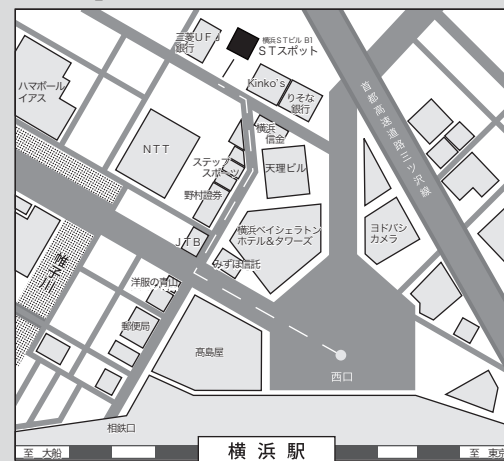 三菱UFJ
銀行
横浜STビル B1
STスポット
Kinko's
りそな
銀行
首都高速道路三ツ沢線
ハマボール
イアス
横浜
信金
NTT
ステップ
スポーツ
天理ビル
野村證券
横浜ベイシェラトン
ホテル&タワーズ
ヨドバシ
カメラ
JTB
みずほ信託
帷子川
洋服の青山
郵便局
高島屋
西口
相鉄口
至 大船
横浜駅
至 東京